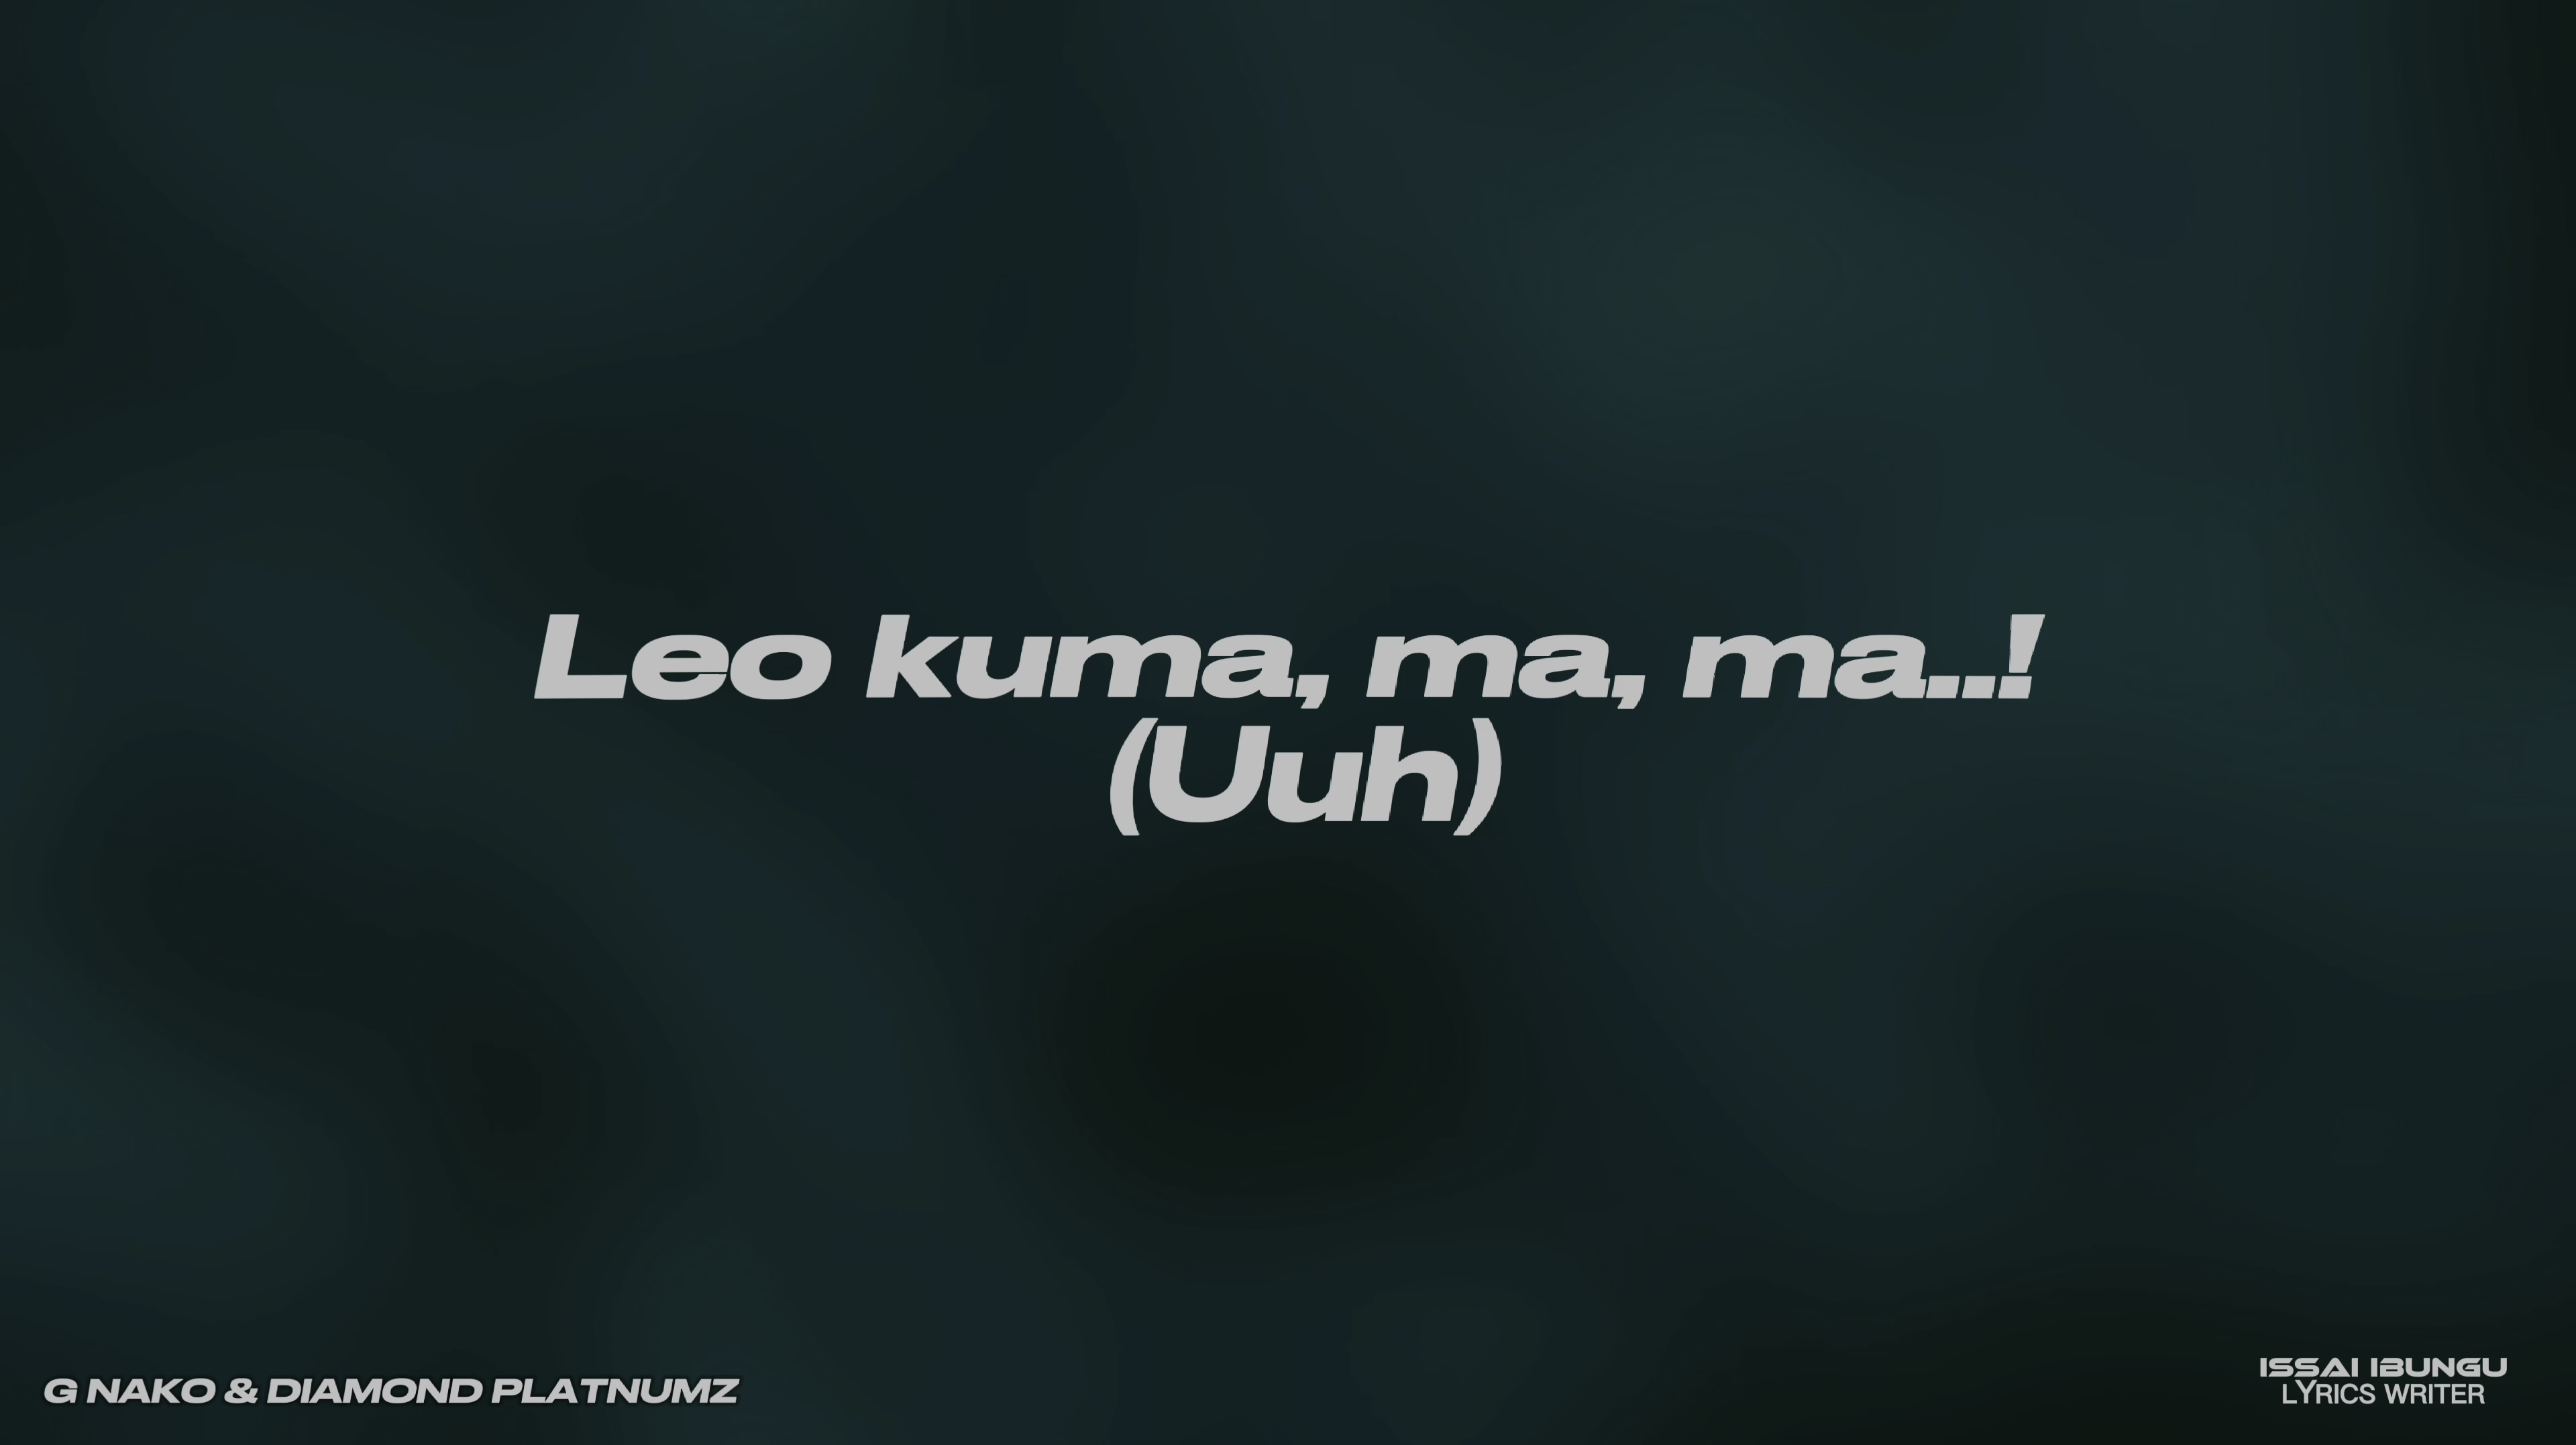 Leo kuma, ma, ma..!
(Uuh)
G NAKO & DIAMOND PLATNUMZ
ISSAI IBUNGU
LYRICS WRITER